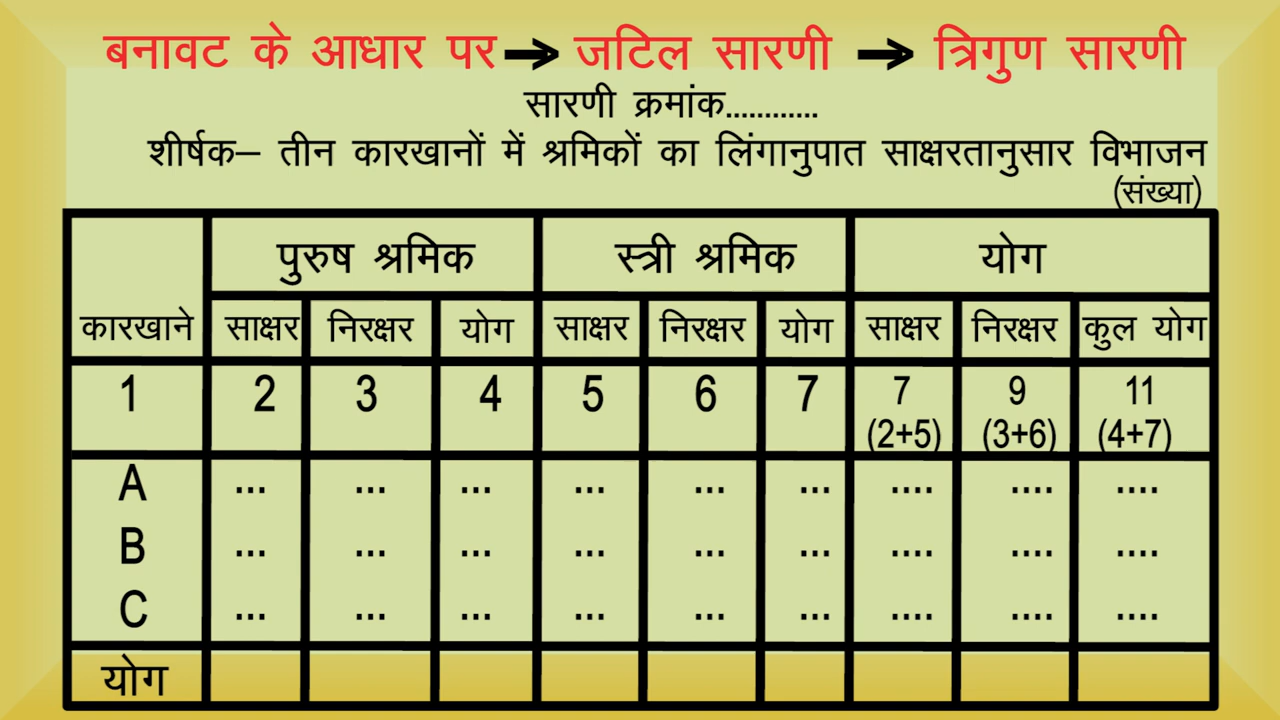 बनावट के आधार पर→ जटिल सारणी → त्रिगुण सारणी
सारणी क्रमांक............
शीर्षक– तीन कारखानों में श्रमिकों का लिंगानुपात साक्षरतानुसार विभाजन
(संख्या)
पुरुष श्रमिक स्त्री श्रमिक योग
कारखाने साक्षर निरक्षर योग साक्षर निरक्षर योग साक्षर निरक्षर कुल योग
1 2 3 4 5 6 7 7 9 11
(2+5) (3+6) (4+7)
A ... ... ... ... ... ... .... .... ....
B ... ... ... ... ... ... .... .... ....
C ... ... ... ... ... ... .... .... ....
योग